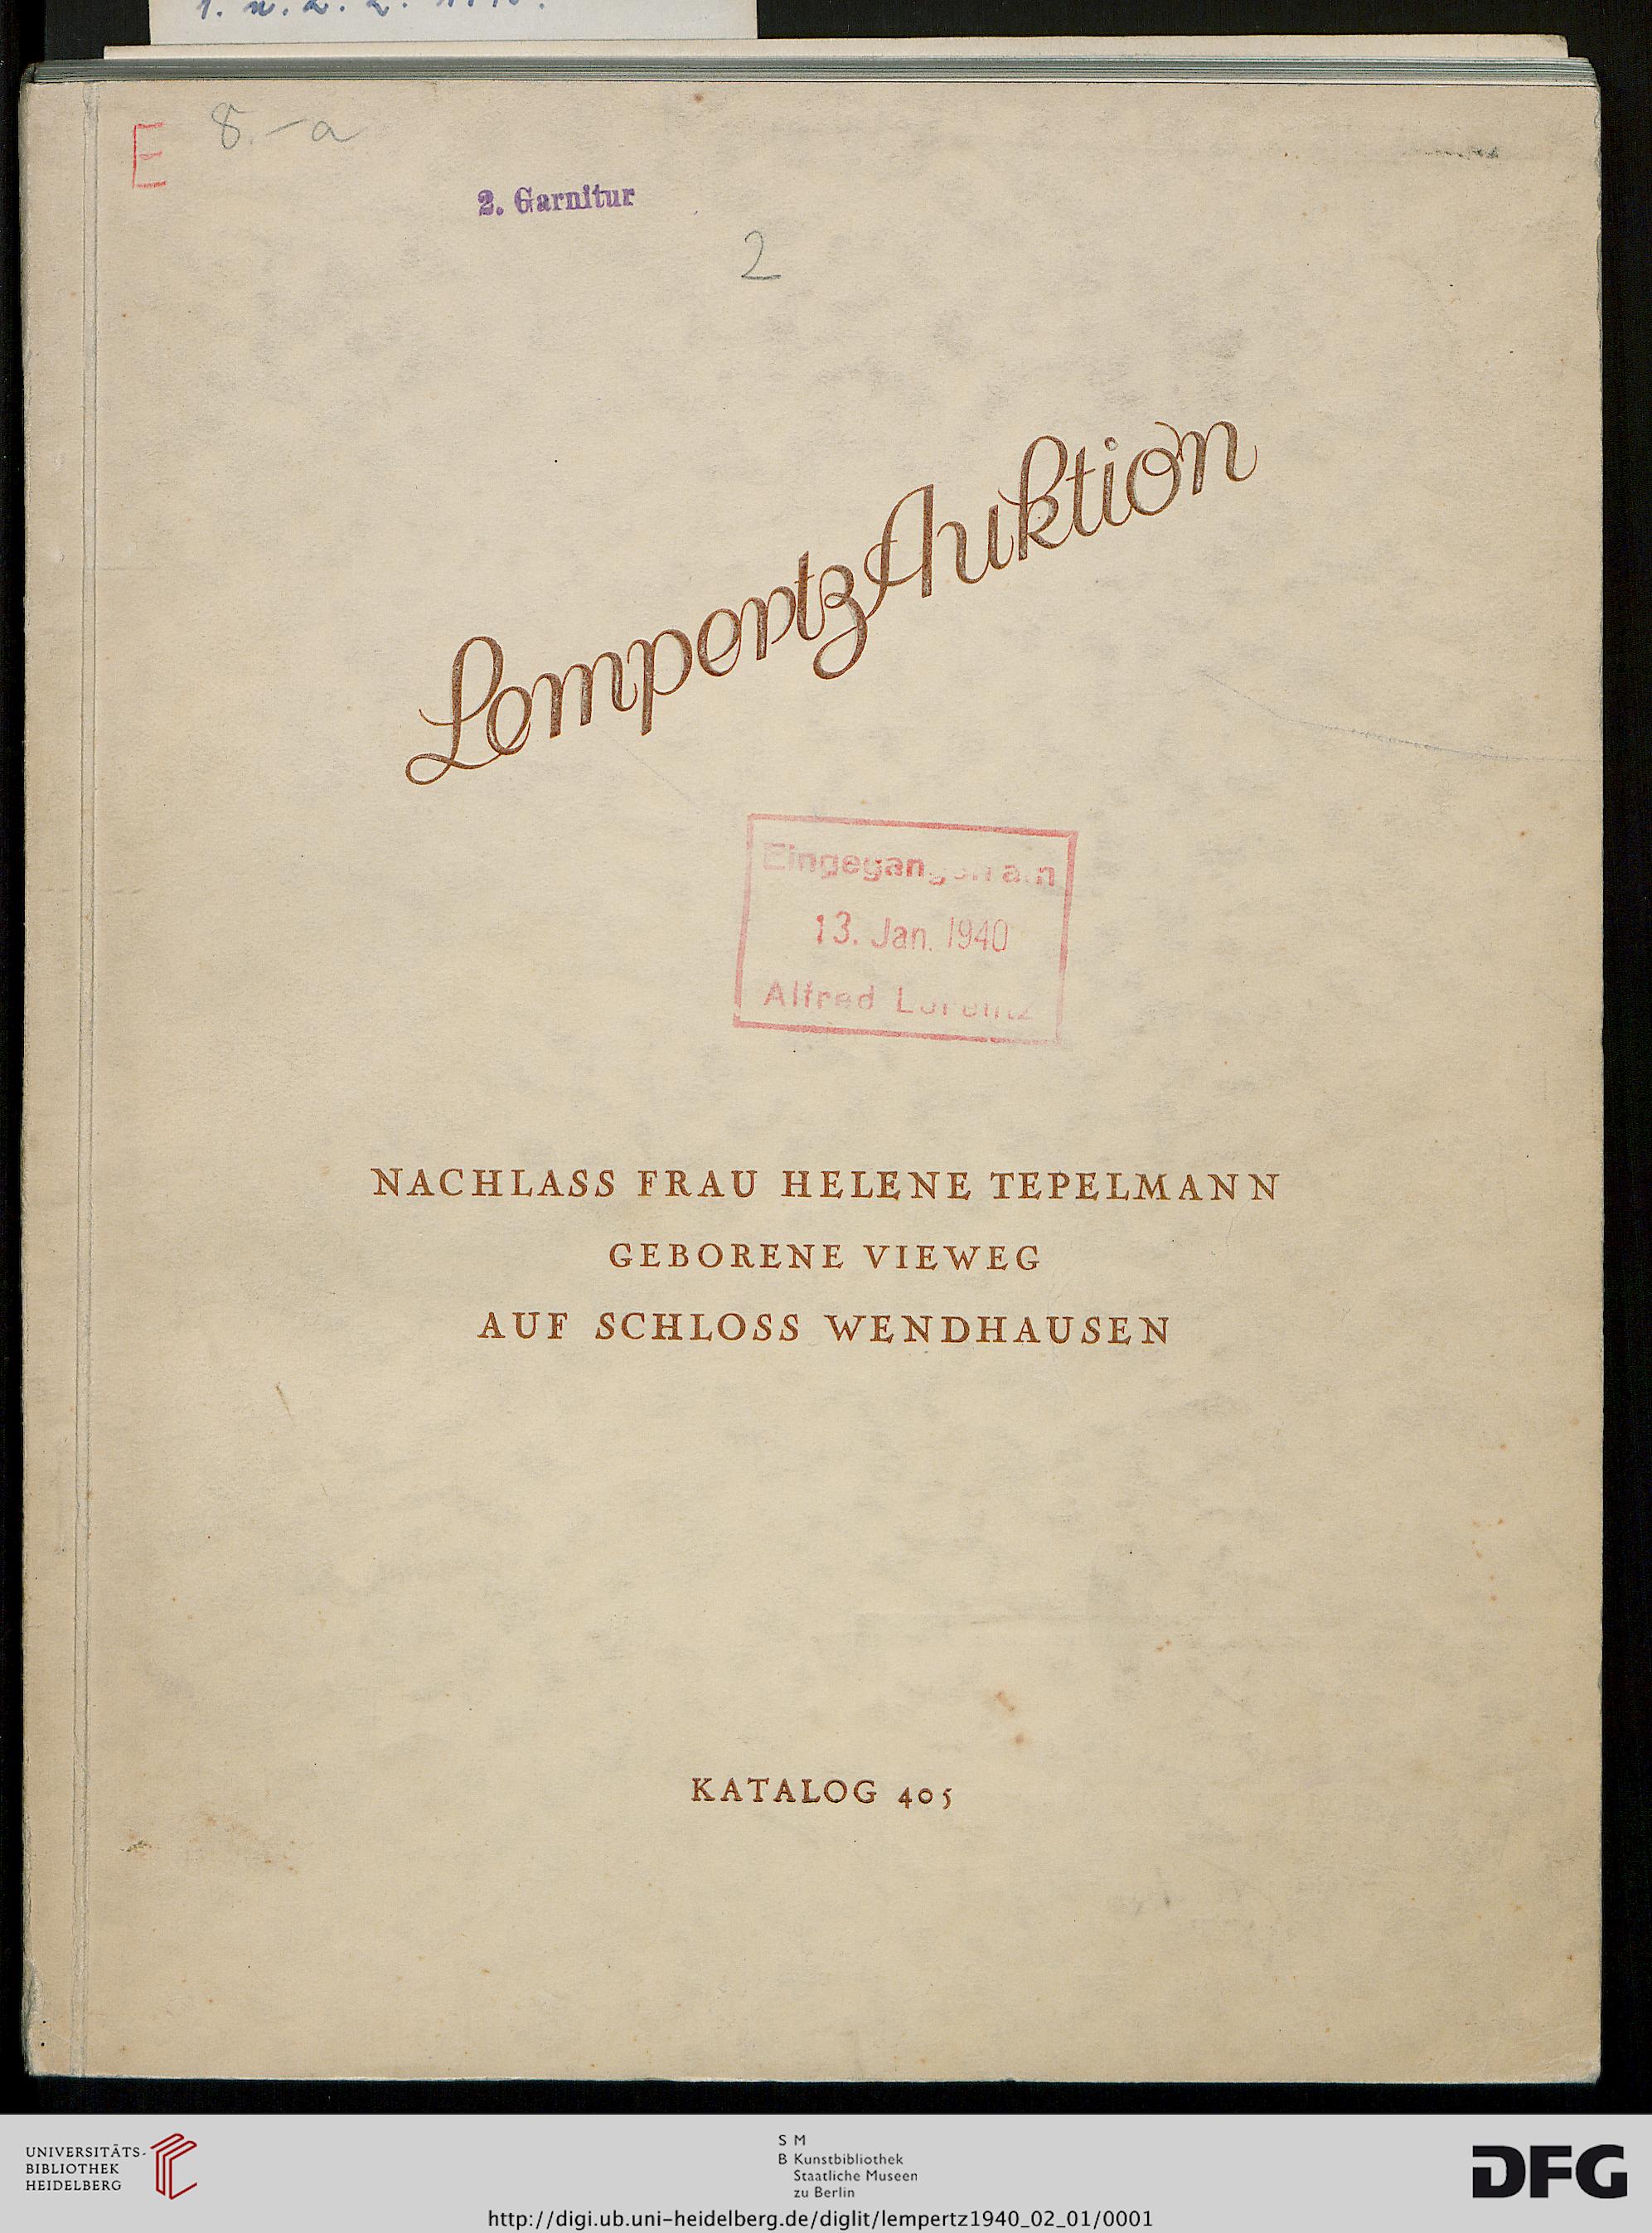 E 8.-a
2. Garnitur
2
Lempertz Auktion
Eingegangen am
13. Jan. 1940
Alfred Lorentz
NACHLASS FRAU HELENE TEPELMANN
GEBORENE VIEWEG
AUF SCHLOSS WENDHAUSEN
KATALOG 405
UNIVERSITÄTS-
BIBLIOTHEK
HEIDELBERG
S M
B Kunstbibliothek
Staatliche Museen
zu Berlin
DFG
http://digi.ub.uni-heidelberg.de/diglit/lempertz1940_02_01/0001